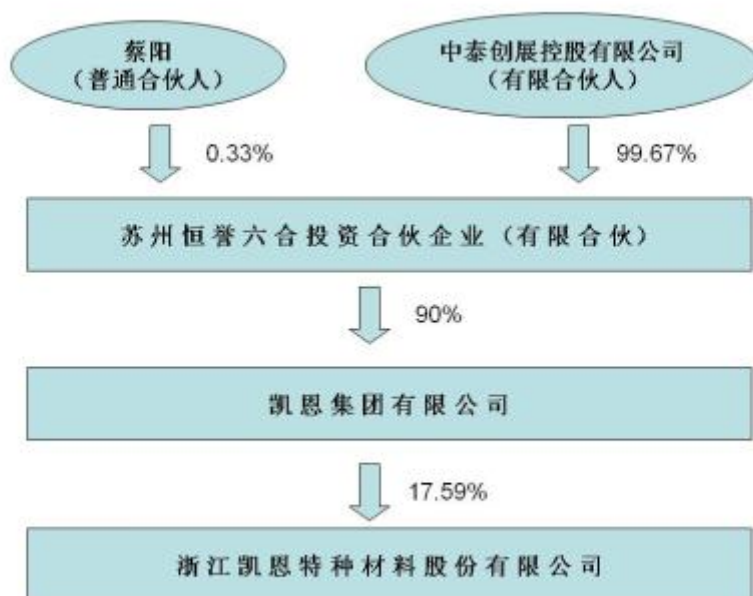 蔡阳
(普通合伙人)
中泰创展控股有限公司
(有限合伙人)
0.33%
99.67%
苏州恒誉六合投资合伙企业(有限合伙)
90%
凯恩集团有限公司
17.59%
浙江凯恩特种材料股份有限公司